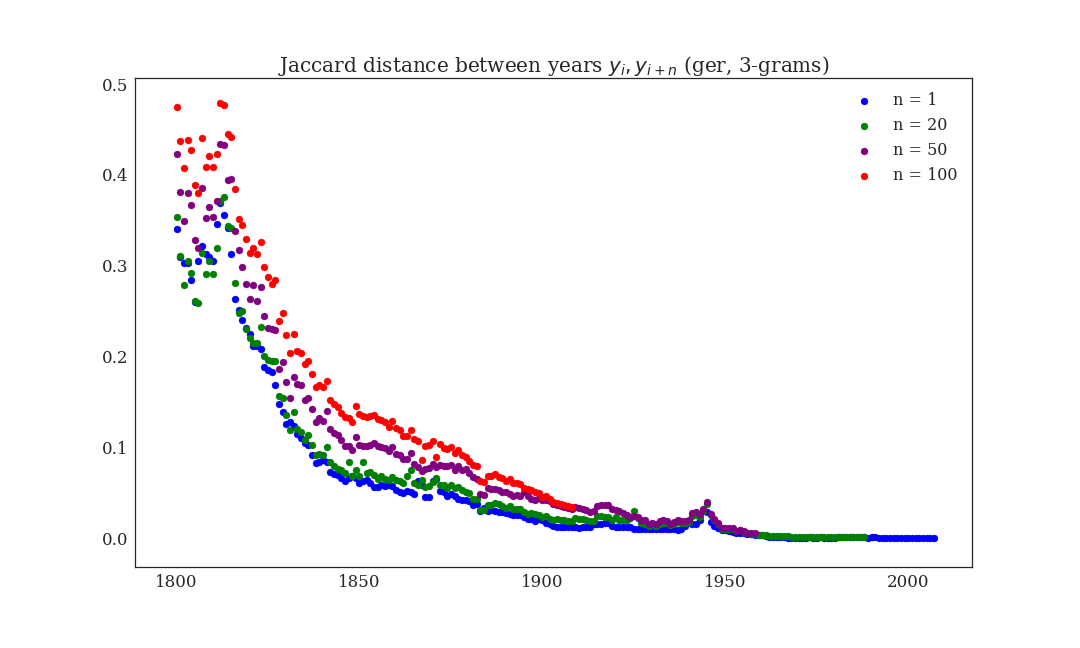 Jaccard distance between years $y_i, y_{i+n}$ (ger, 3-grams)
0.5
0.4
0.3
0.2
0.1
0.0
n = 1
n = 20
n = 50
n = 100
1800 1850 1900 1950 2000